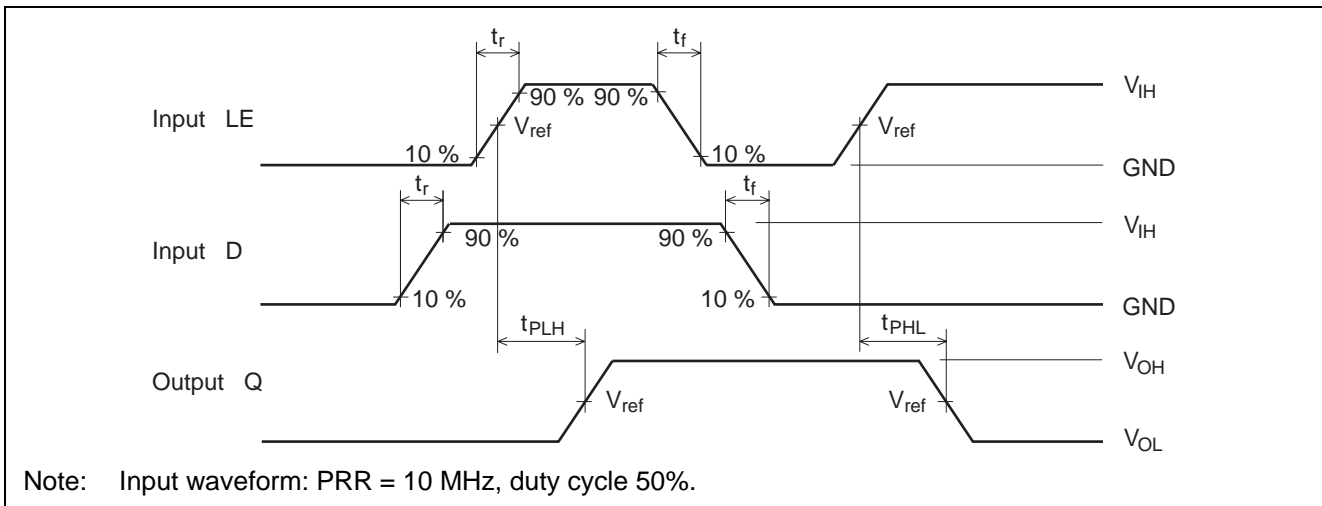 tr
tf
VIH
90 % 90 %
Input LE
Vref
Vref
10 %
10 %
GND
tr
tf
VIH
90 %
90 %
Input D
10 %
10 %
GND
tPLH
tPHL
VOH
Output Q
Vref
Vref
VOL
Note: Input waveform: PRR = 10 MHz, duty cycle 50%.